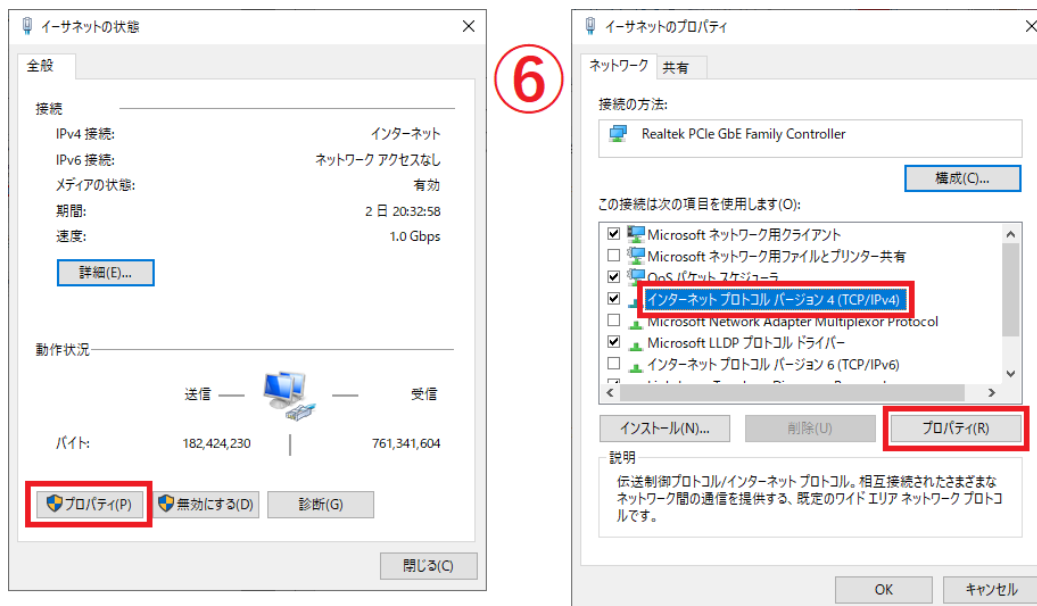 イーサネットの状態
全般
接続
IPv4 接続: インターネット
IPv6 接続: ネットワーク アクセスなし
メディアの状態: 有効
期間: 2 日 20:32:58
速度: 1.0 Gbps
詳細(E)...
動作状況
送信 受信
バイト: 182,424,230 761,341,604
プロパティ(P) 無効にする(D) 診断(G)
閉じる(C)
⑥
イーサネットのプロパティ
ネットワーク 共有
接続の方法:
Realtek PCIe GbE Family Controller
構成(C)...
この接続は次の項目を使用します(O):
Microsoft ネットワーク用クライアント
Microsoft ネットワーク用ファイルとプリンター共有
QoS パケット スケジューラ
インターネット プロトコル バージョン 4 (TCP/IPv4)
Microsoft Network Adapter Multiplexor Protocol
Microsoft LLDP プロトコル ドライバー
インターネット プロトコル バージョン 6 (TCP/IPv6)
インストール(N)... 削除(U) プロパティ(R)
説明
伝送制御プロトコル/インターネット プロトコル。相互接続されたさまざまな
ネットワーク間の通信を提供する、既定のワイド エリア ネットワーク プロトコ
ルです。
OK キャンセル